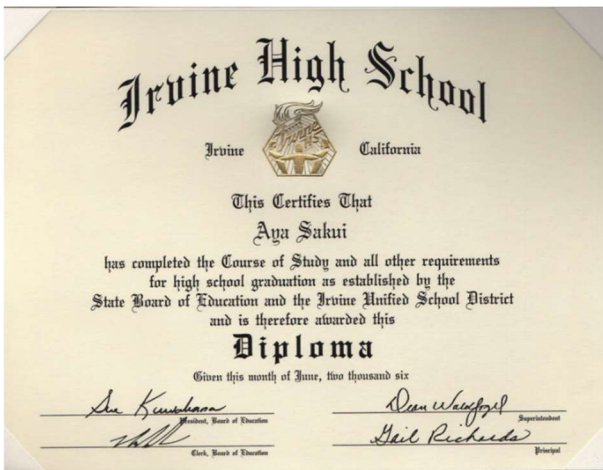 Irvine High School
Irvine California
This Certifies That
Aya Sakui
has completed the Course of Study and all other requirements
for high school graduation as established by the
State Board of Education and the Irvine Unified School District
and is therefore awarded this
Diploma
Given this month of June, two thousand six
Sue Kuwahara
President, Board of Education
Clerk, Board of Education
Dean Waldfogel
Superintendent
Gail Richards
Principal